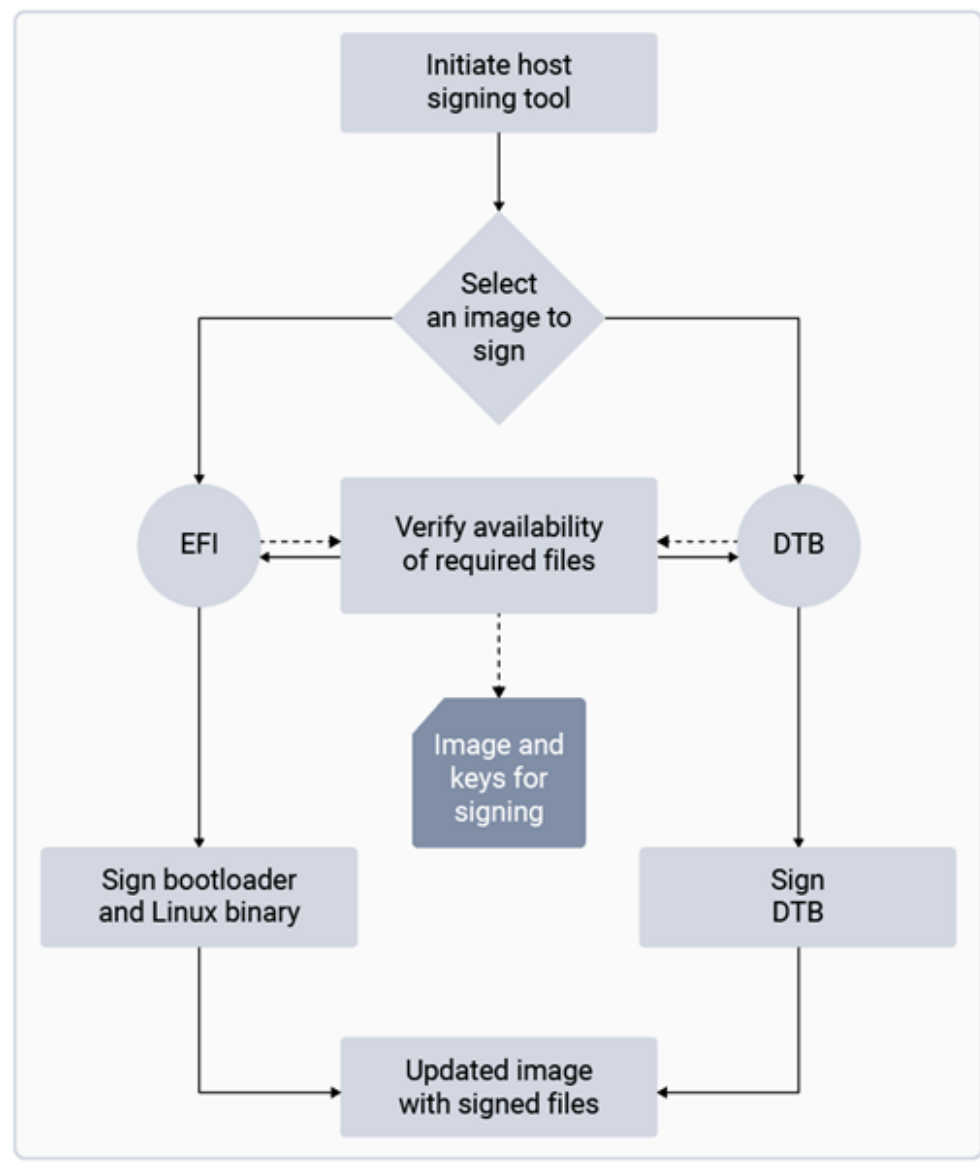 Initiate host
signing tool
Select
an image to
sign
EFI
Verify availability
of required files
DTB
Image and
keys for
signing
Sign bootloader
and Linux binary
Sign
DTB
Updated image
with signed files